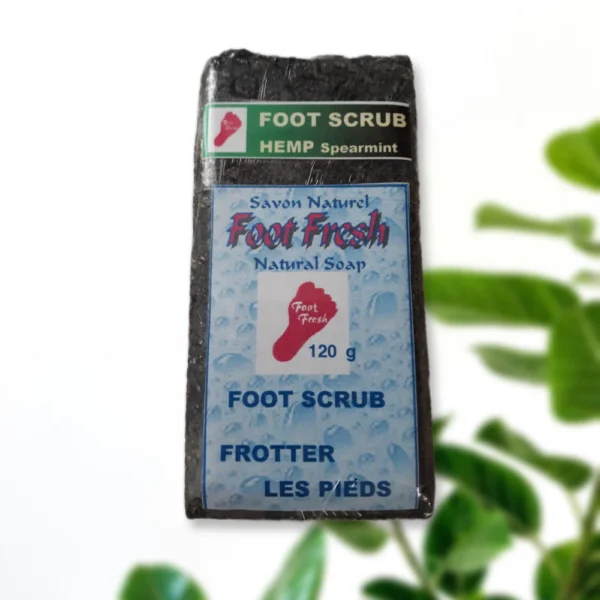 FOOT SCRUB
HEMP Spearmint
Savon Naturel
Foot Fresh
Natural Soap
Foot
Fresh
120 g
FOOT SCRUB
FROTTER
LES PIEDS